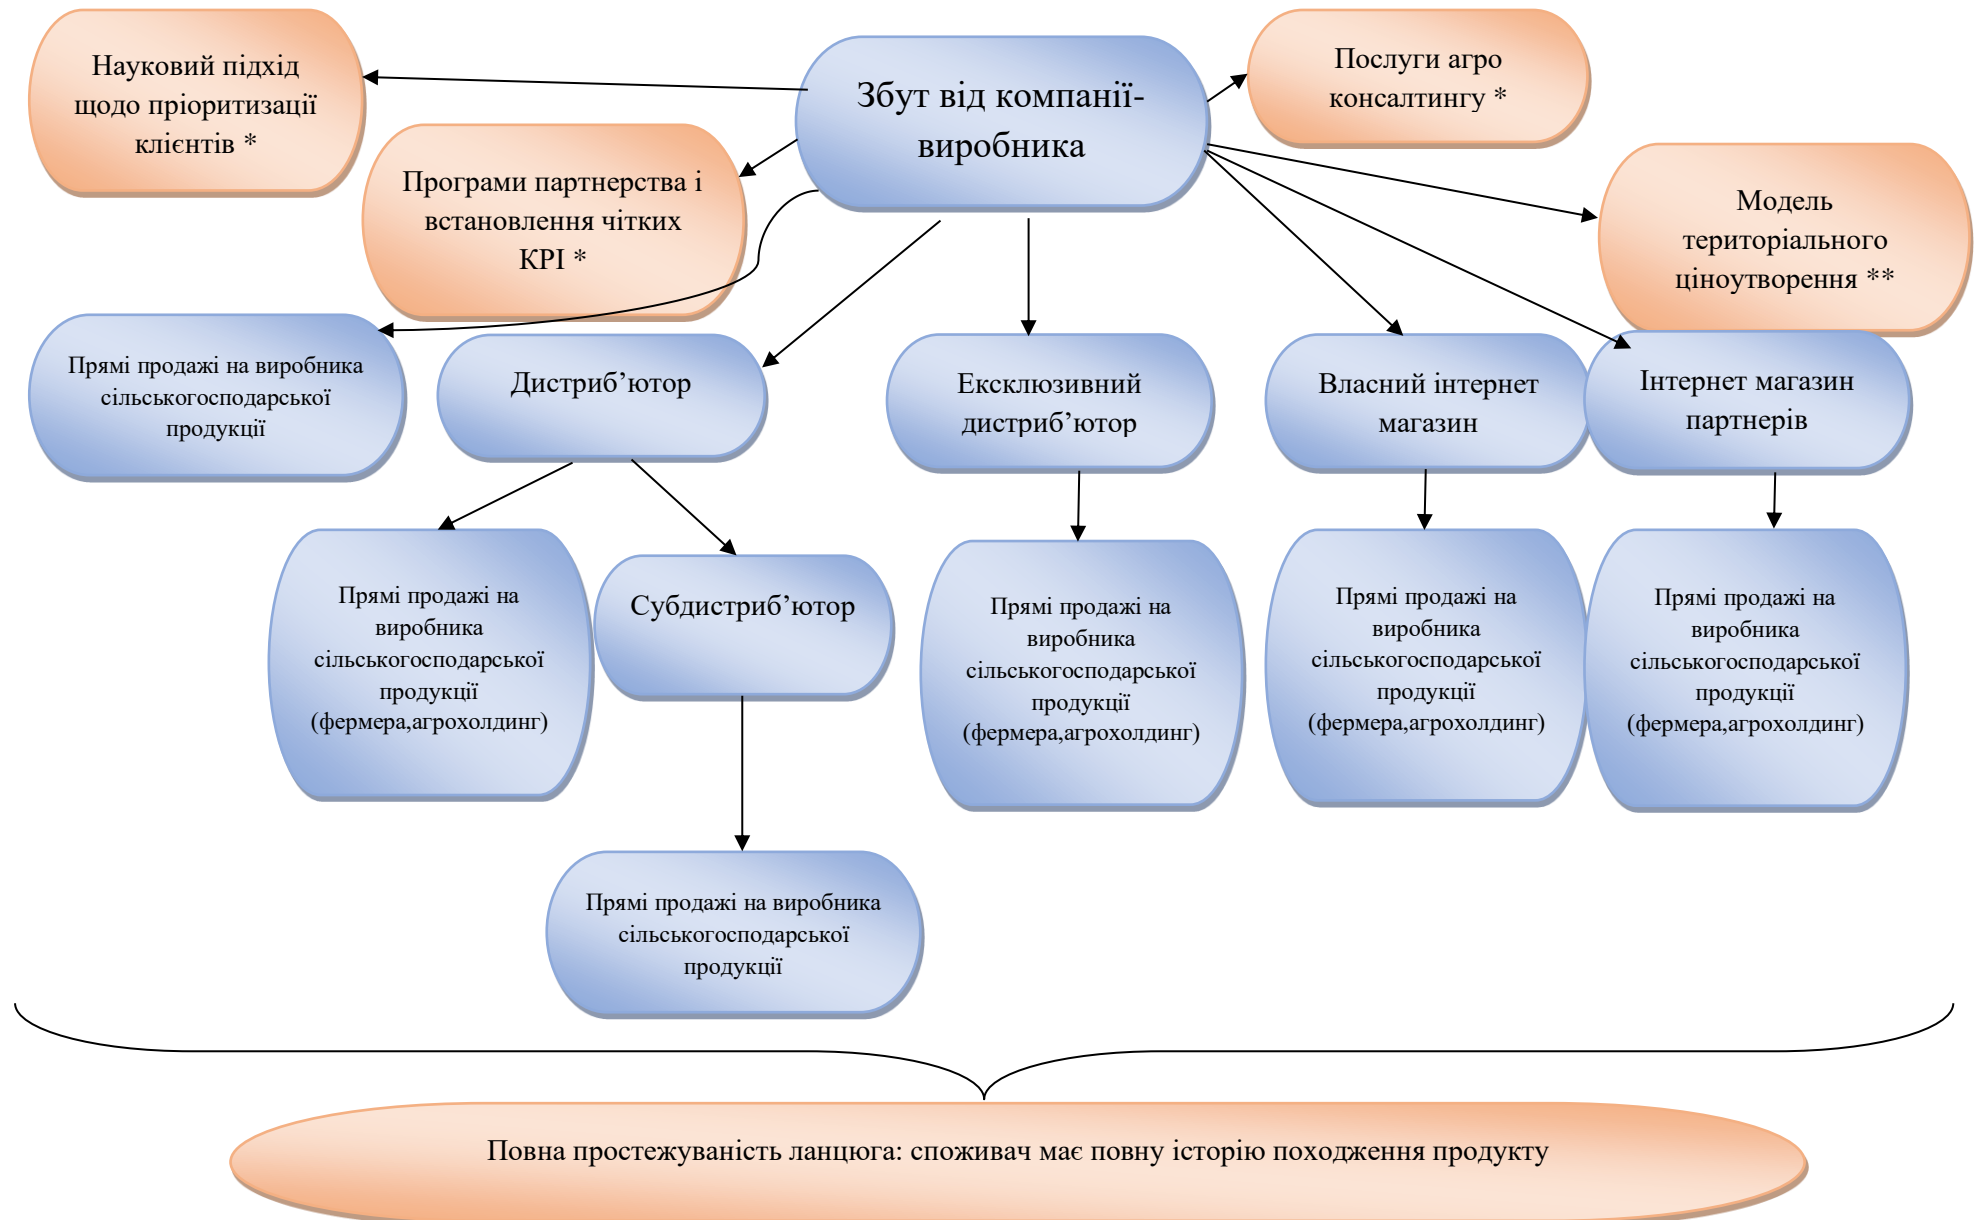 Науковий підхід
щодо пріоритизації
клієнтів *
Збут від компанії-
виробника
Послуги агро
консалтингу *
Програми партнерства і
встановлення чітких
КРІ *
Модель
територіального
ціноутворення **
Прямі продажі на виробника
сільськогосподарської
продукції
Дистриб’ютор
Ексклюзивний
дистриб’ютор
Власний інтернет
магазин
Інтернет магазин
партнерів
Прямі продажі на
виробника
сільськогосподарської
продукції
(фермера,агрохолдинг)
Субдистриб’ютор
Прямі продажі на
виробника
сільськогосподарської
продукції
(фермера,агрохолдинг)
Прямі продажі на
виробника
сільськогосподарської
продукції
(фермера,агрохолдинг)
Прямі продажі на
виробника
сільськогосподарської
продукції
(фермера,агрохолдинг)
Прямі продажі на виробника
сільськогосподарської
продукції
Повна простежуваність ланцюга: споживач має повну історію походження продукту